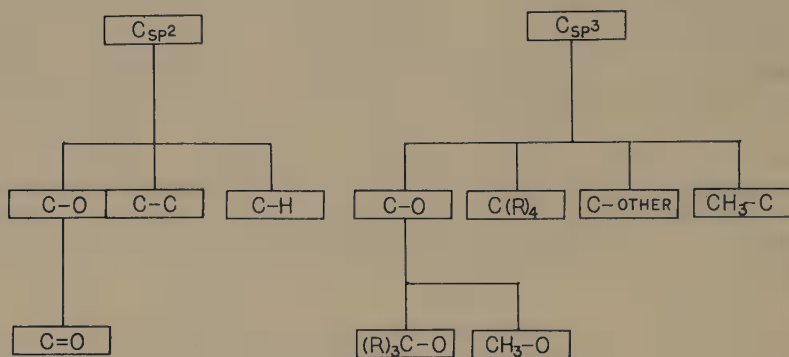 C_SP² C_SP³
C-O C-C C-H C-O C(R)₄ C-OTHER CH₃-C
C=O (R)₃C-O CH₃-O